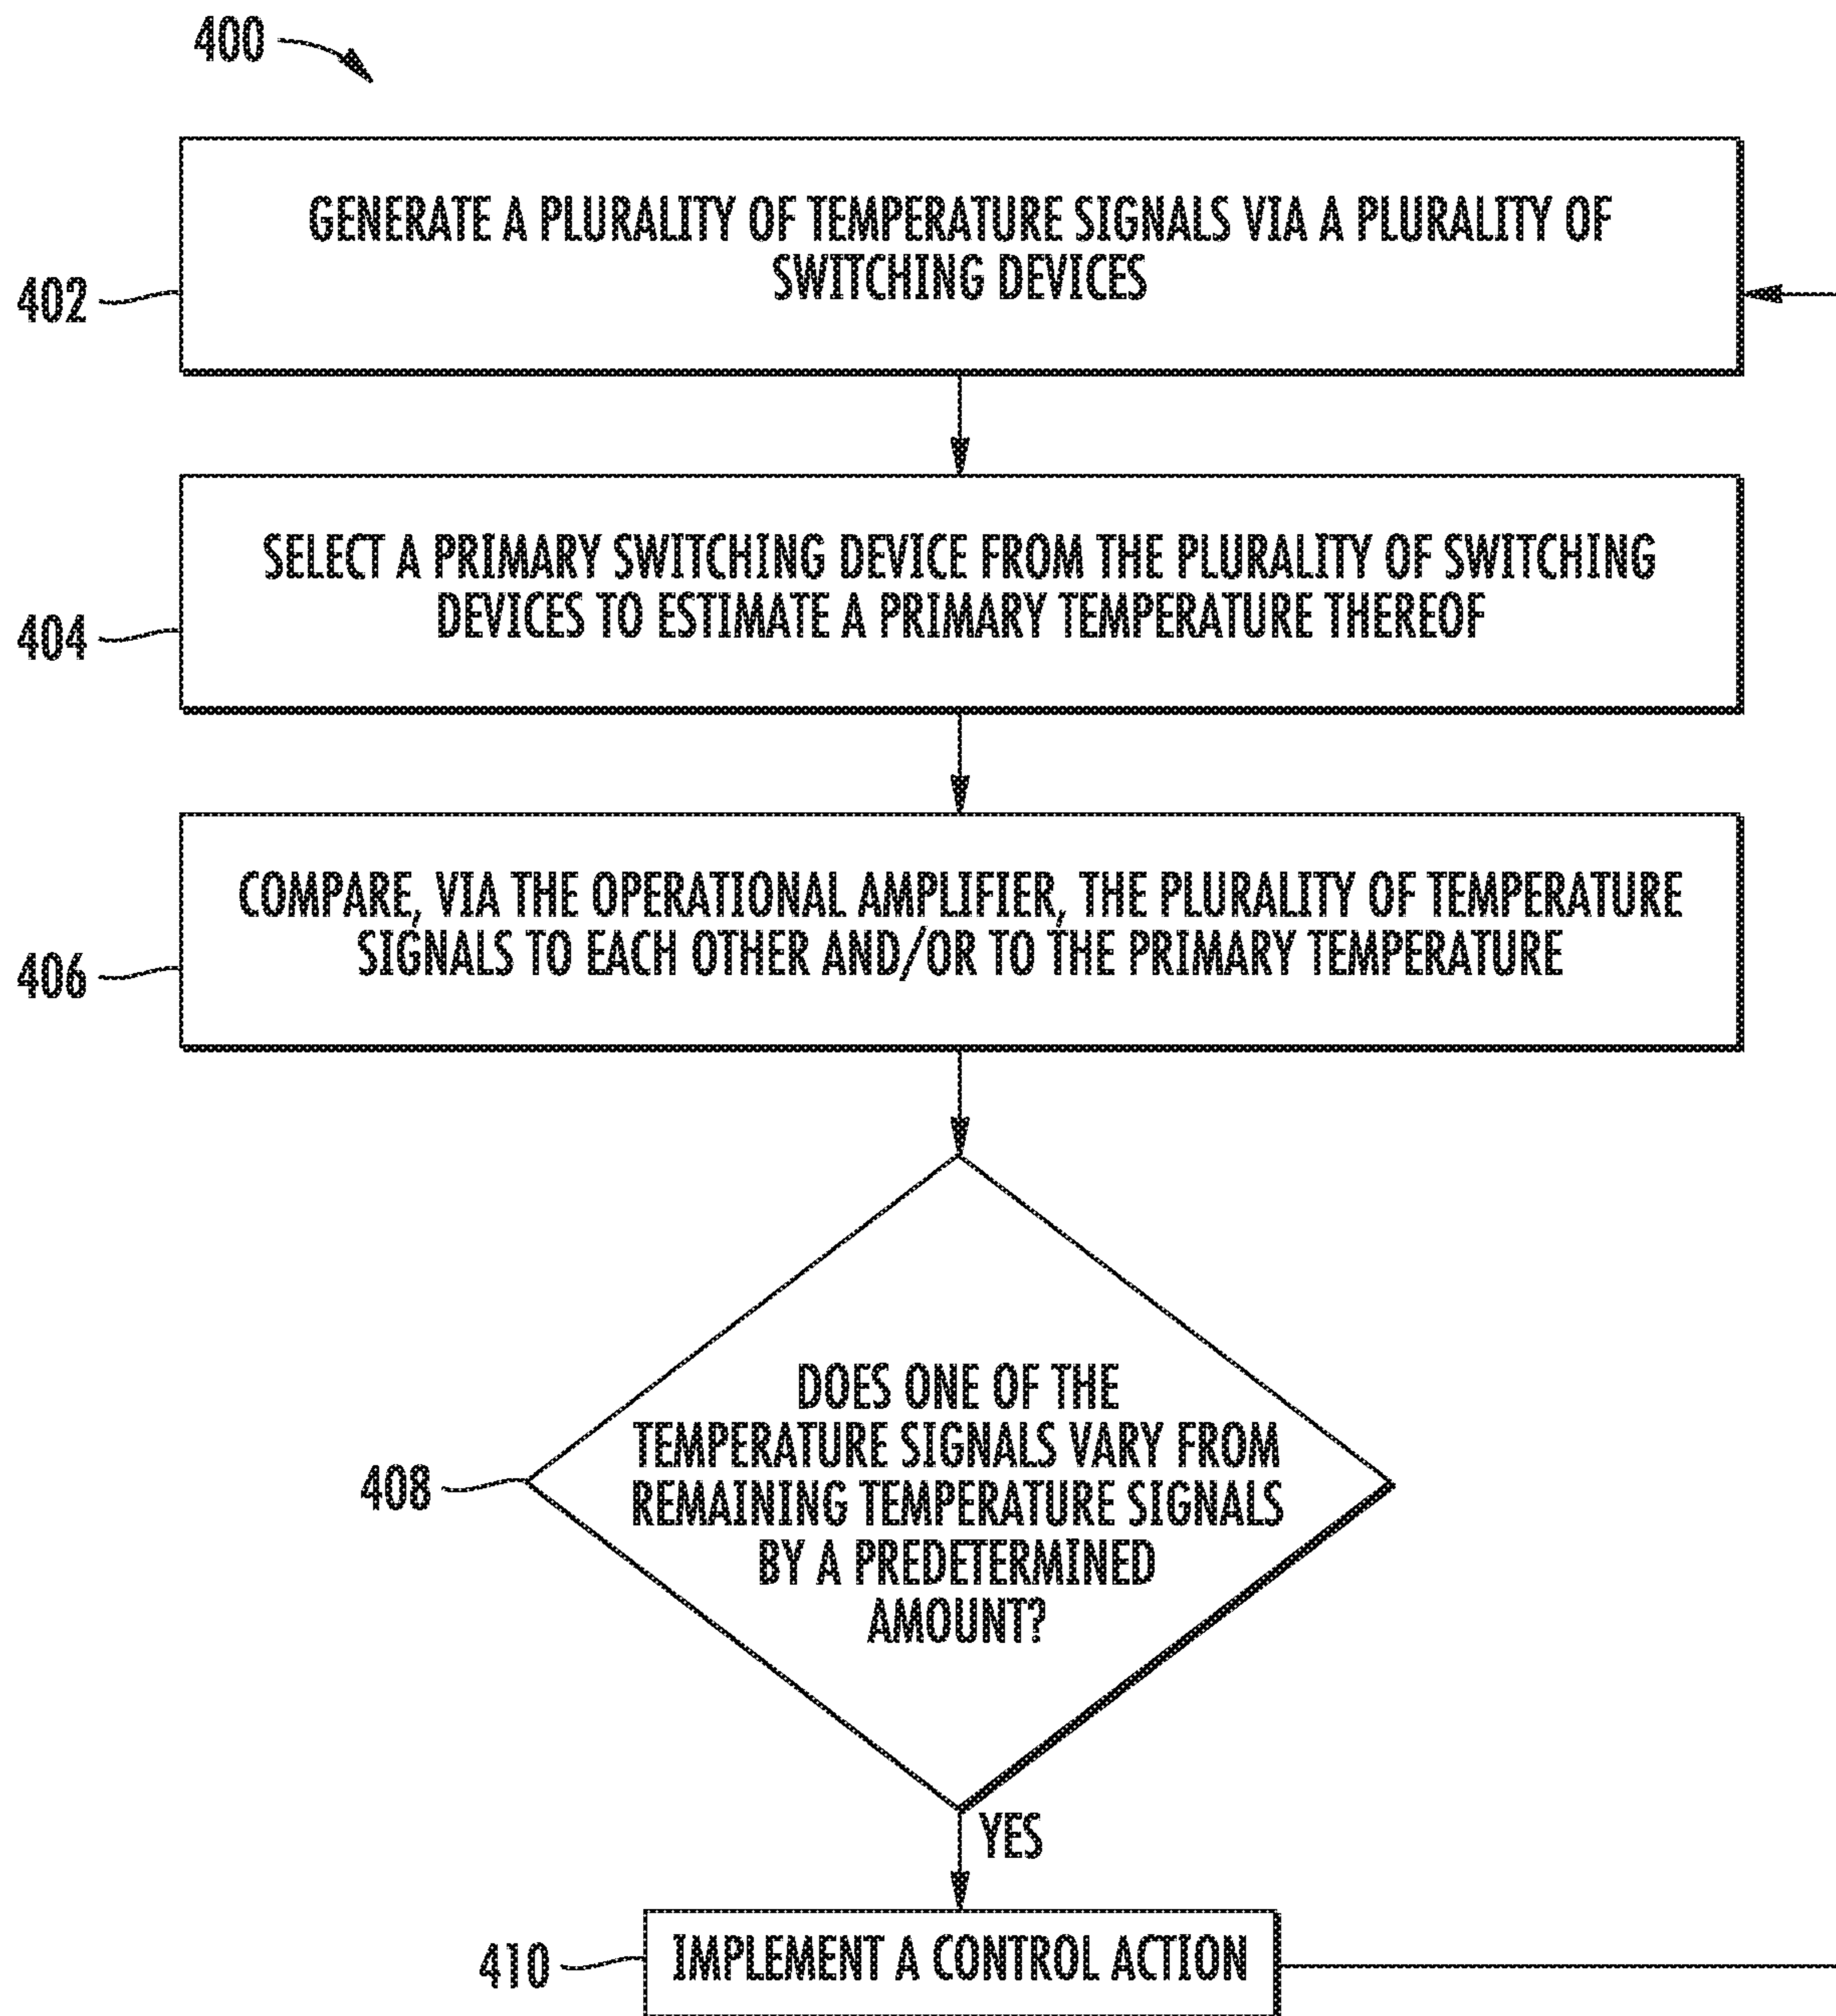 400
GENERATE A PLURALITY OF TEMPERATURE SIGNALS VIA A PLURALITY OF
SWITCHING DEVICES
402
SELECT A PRIMARY SWITCHING DEVICE FROM THE PLURALITY OF SWITCHING
DEVICES TO ESTIMATE A PRIMARY TEMPERATURE THEREOF
404
COMPARE, VIA THE OPERATIONAL AMPLIFIER, THE PLURALITY OF TEMPERATURE
SIGNALS TO EACH OTHER AND/OR TO THE PRIMARY TEMPERATURE
406
DOES ONE OF THE
TEMPERATURE SIGNALS VARY FROM
REMAINING TEMPERATURE SIGNALS
BY A PREDETERMINED
AMOUNT?
408
YES
IMPLEMENT A CONTROL ACTION
410